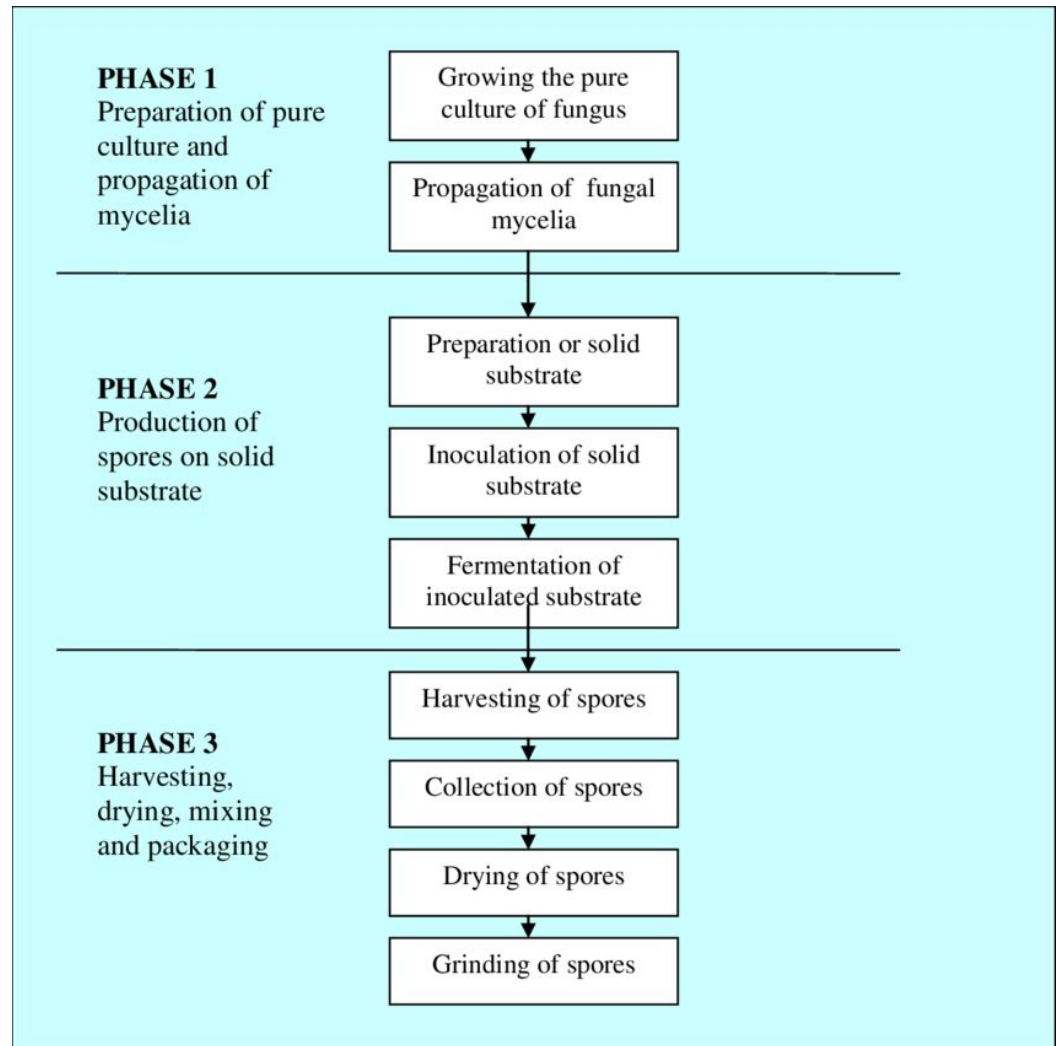 PHASE 1
Preparation of pure
culture and
propagation of
mycelia
Growing the pure
culture of fungus
Propagation of fungal
mycelia
PHASE 2
Production of
spores on solid
substrate
Preparation or solid
substrate
Inoculation of solid
substrate
Fermentation of
inoculated substrate
PHASE 3
Harvesting,
drying, mixing
and packaging
Harvesting of spores
Collection of spores
Drying of spores
Grinding of spores